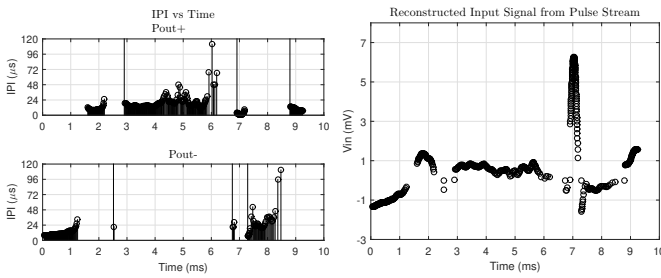 IPI vs Time
Pout+
IPI (μs)
120
96
72
48
24
0
0 1 2 3 4 5 6 7 8 9 10
Pout-
IPI (μs)
120
96
72
48
24
0
0 1 2 3 4 5 6 7 8 9 10
Time (ms)
Reconstructed Input Signal from Pulse Stream
Vin (mV)
7
5
3
1
-1
-3
0 1 2 3 4 5 6 7 8 9 10
Time (ms)